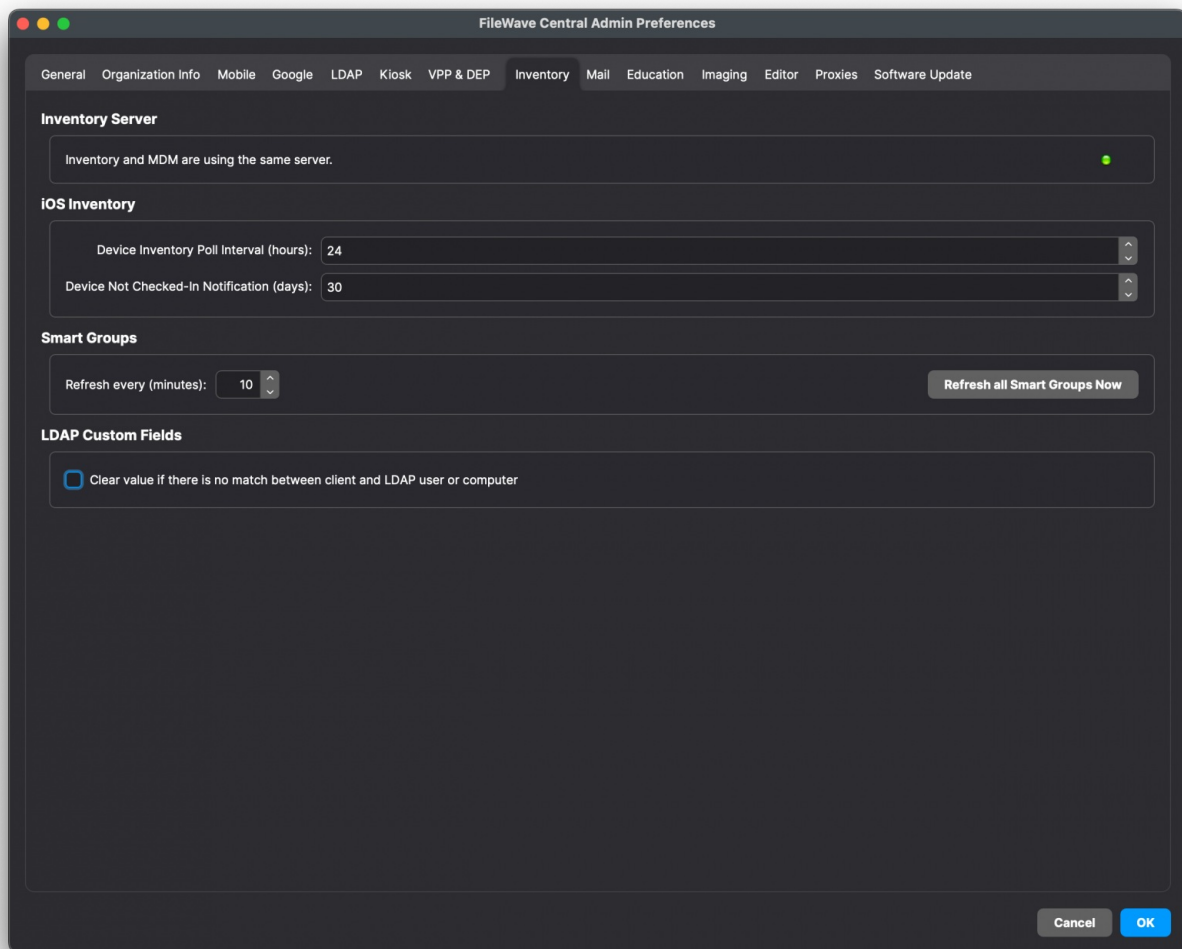 FileWave Central Admin Preferences
General Organization Info Mobile Google LDAP Kiosk VPP & DEP Inventory Mail Education Imaging Editor Proxies Software Update
Inventory Server
Inventory and MDM are using the same server.
iOS Inventory
Device Inventory Poll Interval (hours): 24
Device Not Checked-In Notification (days): 30
Smart Groups
Refresh every (minutes): 10 Refresh all Smart Groups Now
LDAP Custom Fields
Clear value if there is no match between client and LDAP user or computer
Cancel OK